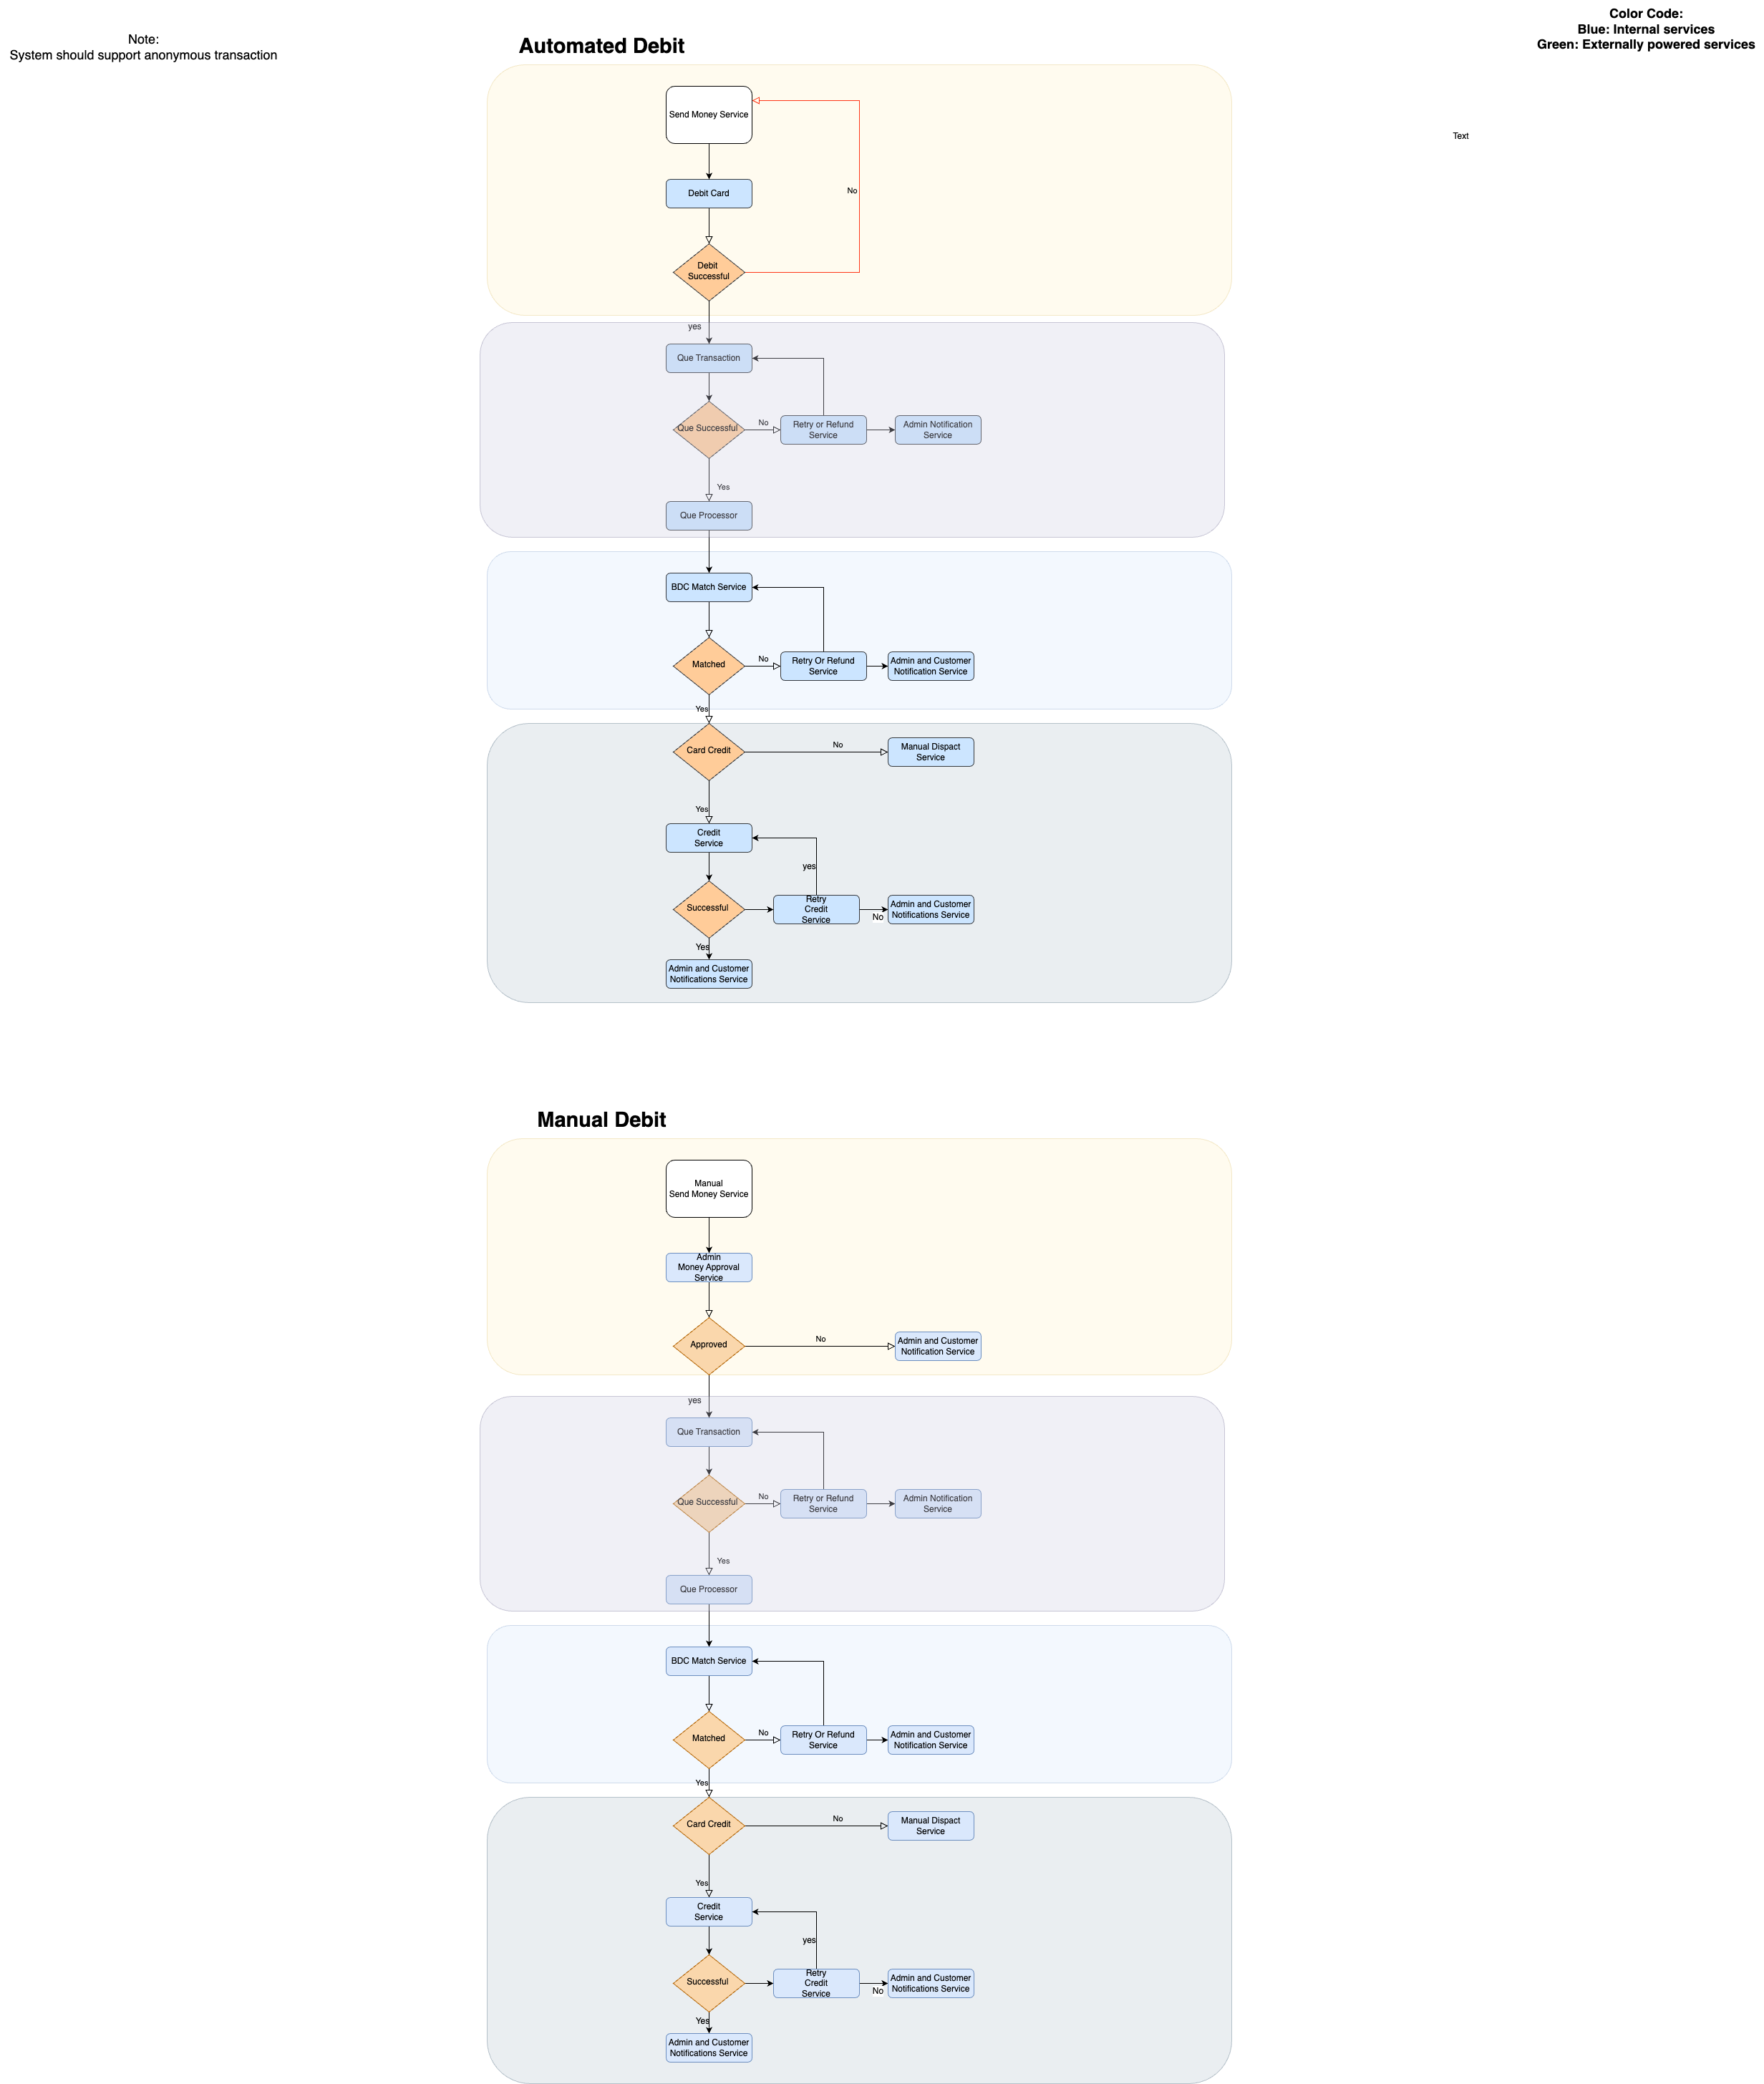 Color Code:
Blue: Internal services
Green: Externally powered services
Note:
System should support anonymous transaction
Automated Debit
Text
Send Money Service
No
Debit Card
Debit
Successful
yes
Que Transaction
Que Successful
No
Retry or Refund
Service
Admin Notification
Service
Yes
Que Processor
BDC Match Service
Matched
No
Retry Or Refund
Service
Admin and Customer
Notification Service
Yes
Card Credit
No
Manual Dispact
Service
Yes
Credit
Service
yes
Successful
Retry
Credit
Service
No
Admin and Customer
Notifications Service
Yes
Admin and Customer
Notifications Service
Manual Debit
Manual
Send Money Service
Admin
Money Approval
Service
Approved
No
Admin and Customer
Notification Service
yes
Que Transaction
Que Successful
No
Retry or Refund
Service
Admin Notification
Service
Yes
Que Processor
BDC Match Service
Matched
No
Retry Or Refund
Service
Admin and Customer
Notification Service
Yes
Card Credit
No
Manual Dispact
Service
Yes
Credit
Service
yes
Successful
Retry
Credit
Service
No
Admin and Customer
Notifications Service
Yes
Admin and Customer
Notifications Service